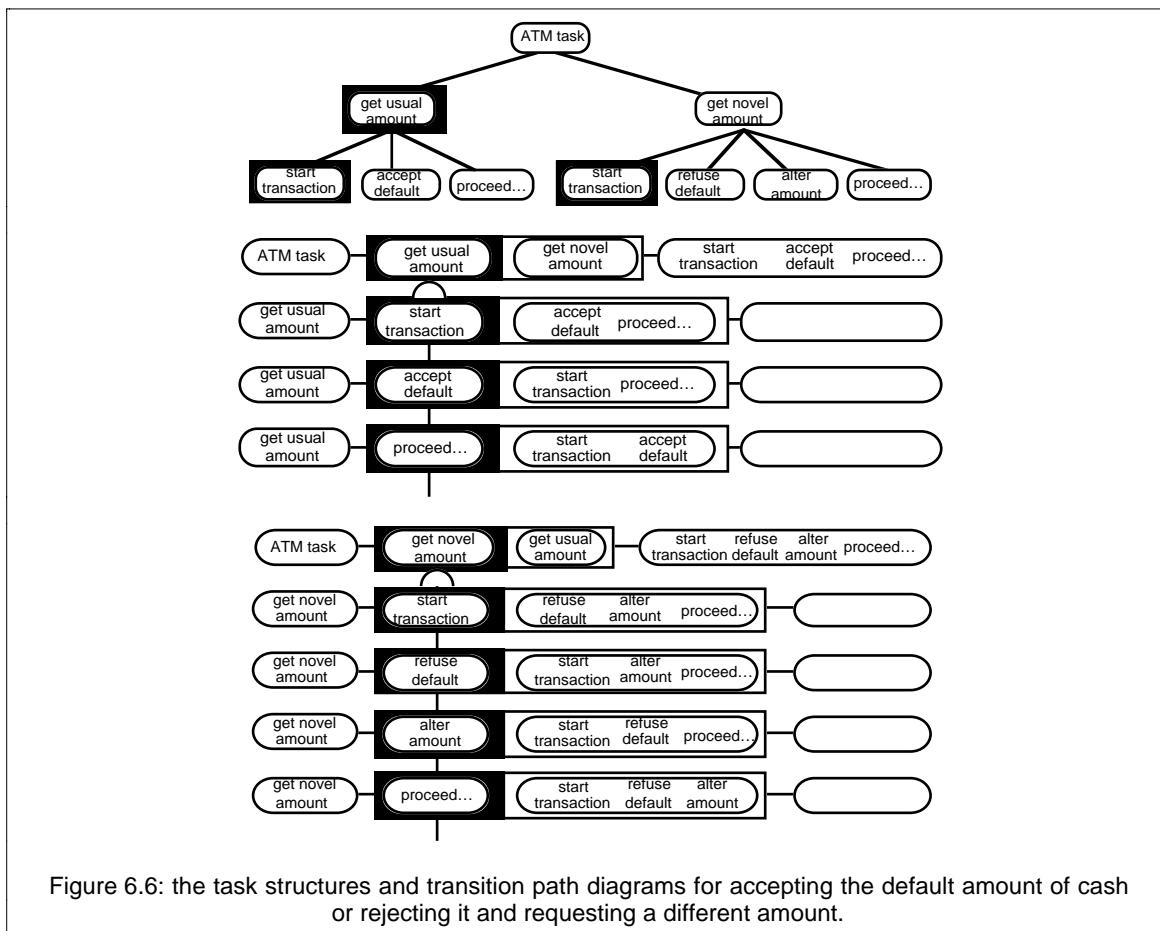 ATM task
get usual
amount
get novel
amount
start
transaction
accept
default
proceed…
start
transaction
refuse
default
alter
amount
proceed…
ATM task
get usual
amount
get novel
amount
start
transaction
accept
default
proceed…
get usual
amount
start
transaction
accept
default
proceed…
get usual
amount
accept
default
start
transaction
proceed…
get usual
amount
proceed…
start
transaction
accept
default
ATM task
get novel
amount
get usual
amount
start
transaction
refuse
default
alter
amount
proceed…
get novel
amount
start
transaction
refuse
default
alter
amount
proceed…
get novel
amount
refuse
default
start
transaction
alter
amount
proceed…
get novel
amount
alter
amount
start
transaction
refuse
default
proceed…
get novel
amount
proceed…
start
transaction
refuse
default
alter
amount
Figure 6.6: the task structures and transition path diagrams for accepting the default amount of cash
or rejecting it and requesting a different amount.